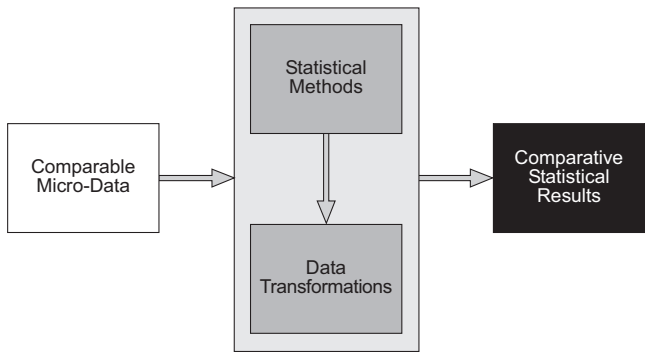 Comparable
Micro-Data
Statistical
Methods
Data
Transformations
Comparative
Statistical
Results